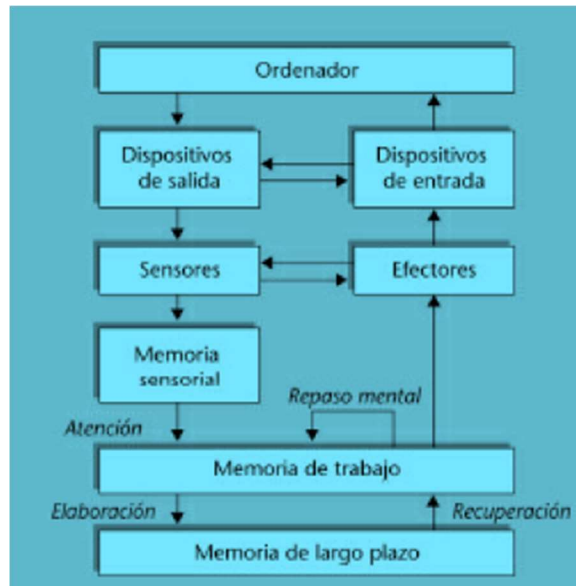 Ordenador
Dispositivos
de salida
Dispositivos
de entrada
Sensores
Efectores
Memoria
sensorial
Repaso mental
Atención
Memoria de trabajo
Elaboración
Recuperación
Memoria de largo plazo